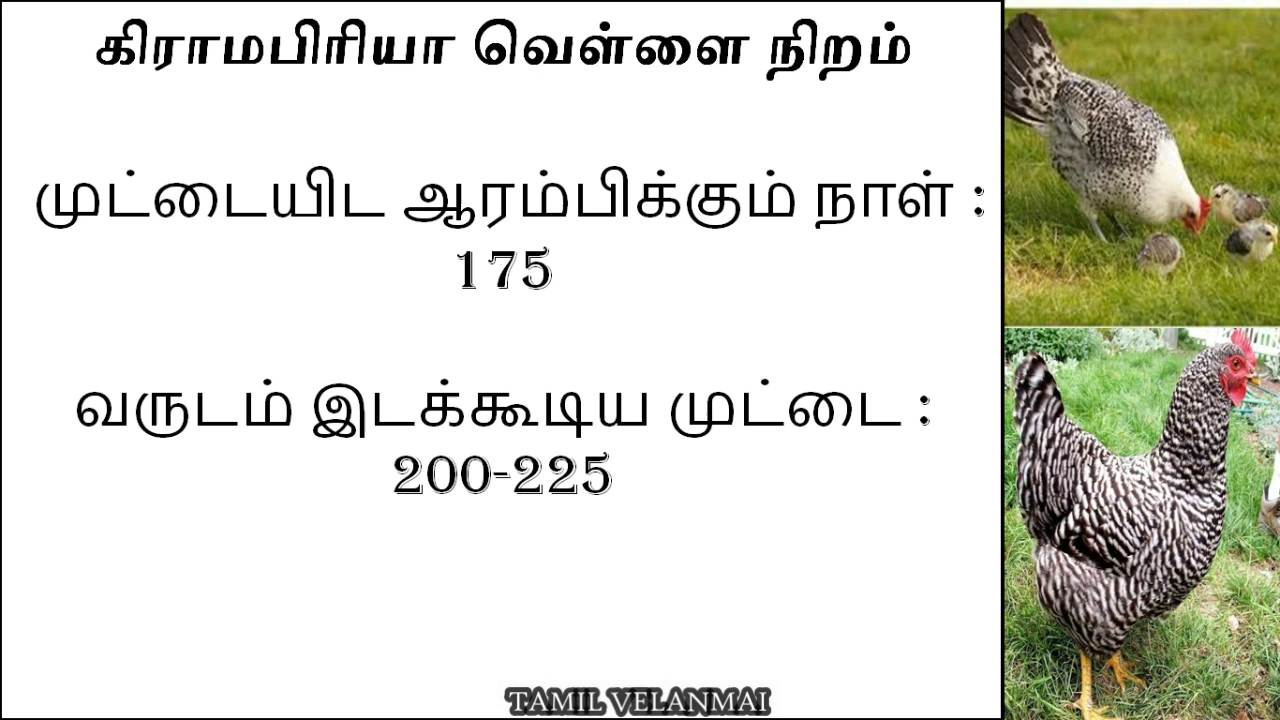 கிராமபிரியா வெள்ளை நிறம்
முட்டையிட ஆரம்பிக்கும் நாள் :
175
வருடம் இடக்கூடிய முட்டை :
200-225
TAMIL VELANMAI